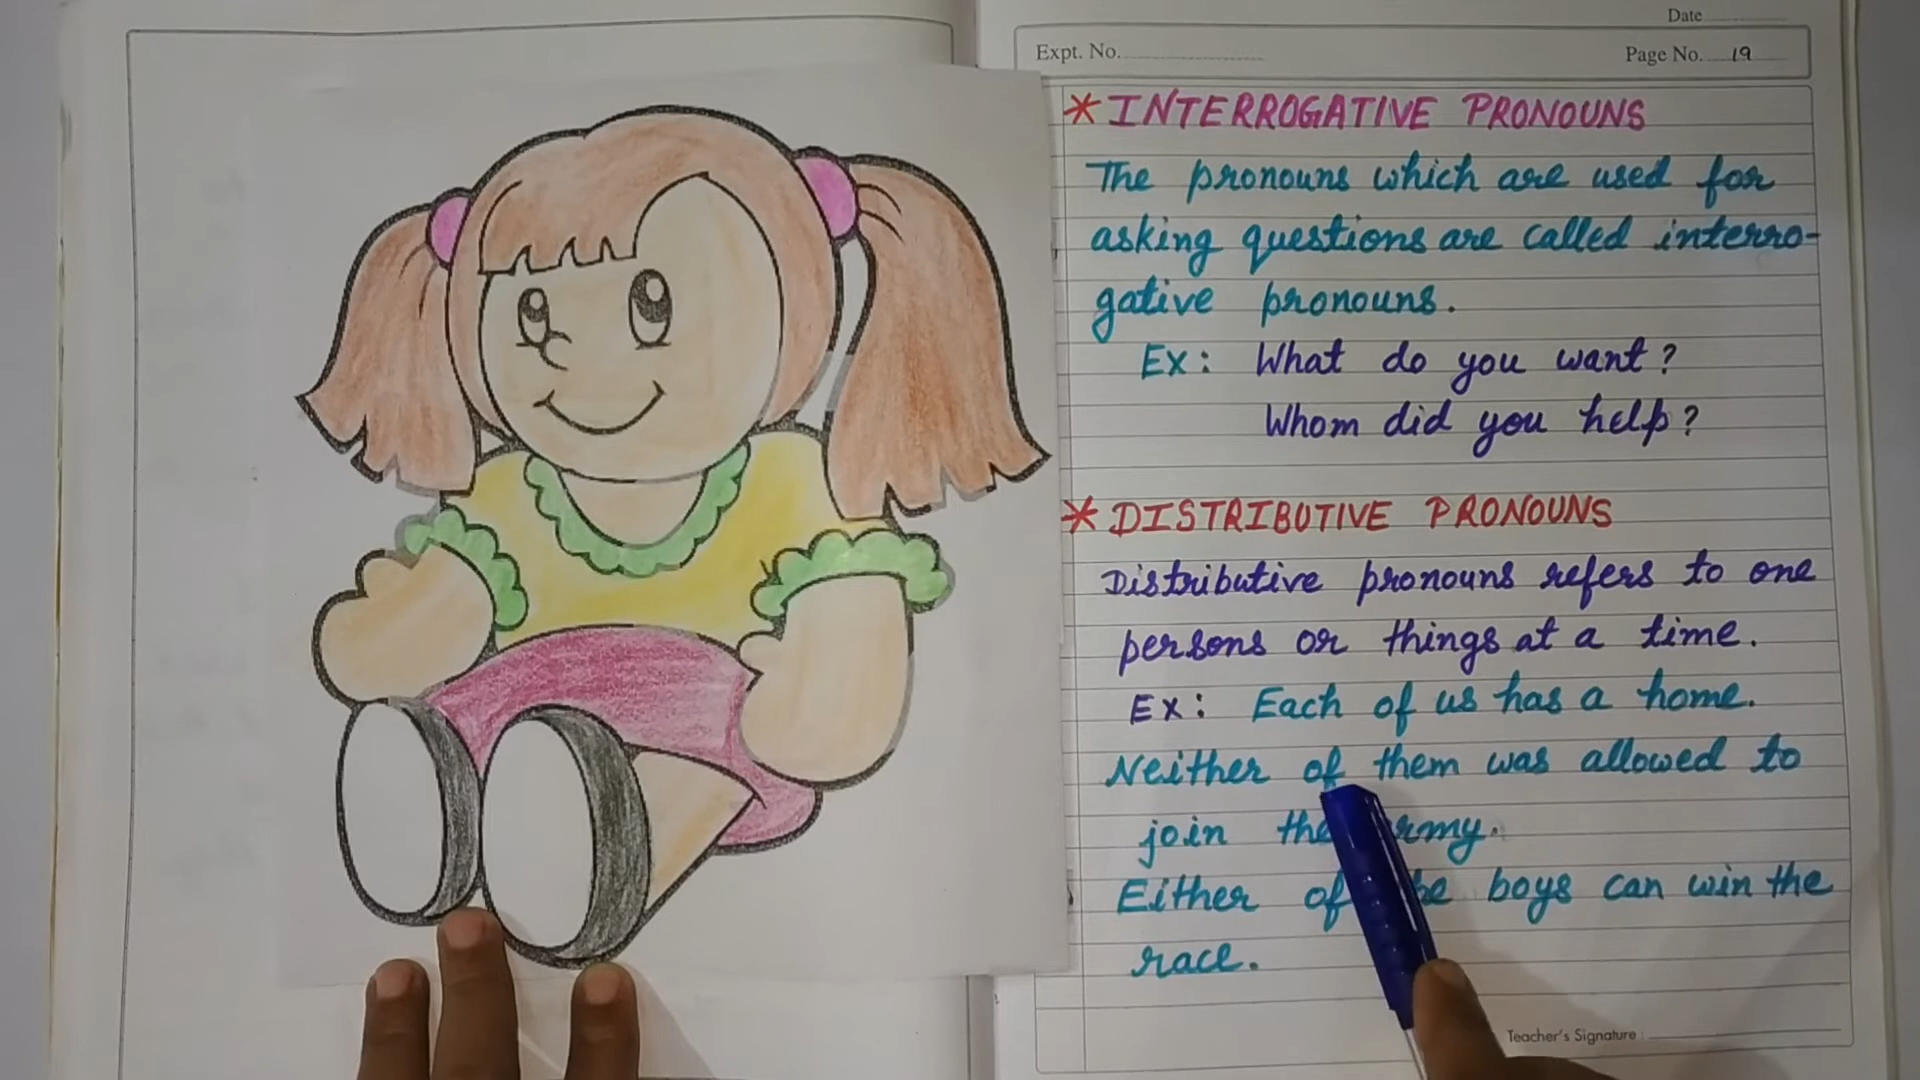 Date
Expt. No.
Page No. 19
* INTERROGATIVE PRONOUNS
The pronouns which are used for
asking questions are called interro-
gative pronouns.
Ex: What do you want?
Whom did you help?
* DISTRIBUTIVE PRONOUNS
Distributive pronouns refers to one
persons or things at a time.
Ex: Each of us has a home.
Neither of them was allowed to
join the army.
Either of the boys can win the
race.
Teacher's Signature :